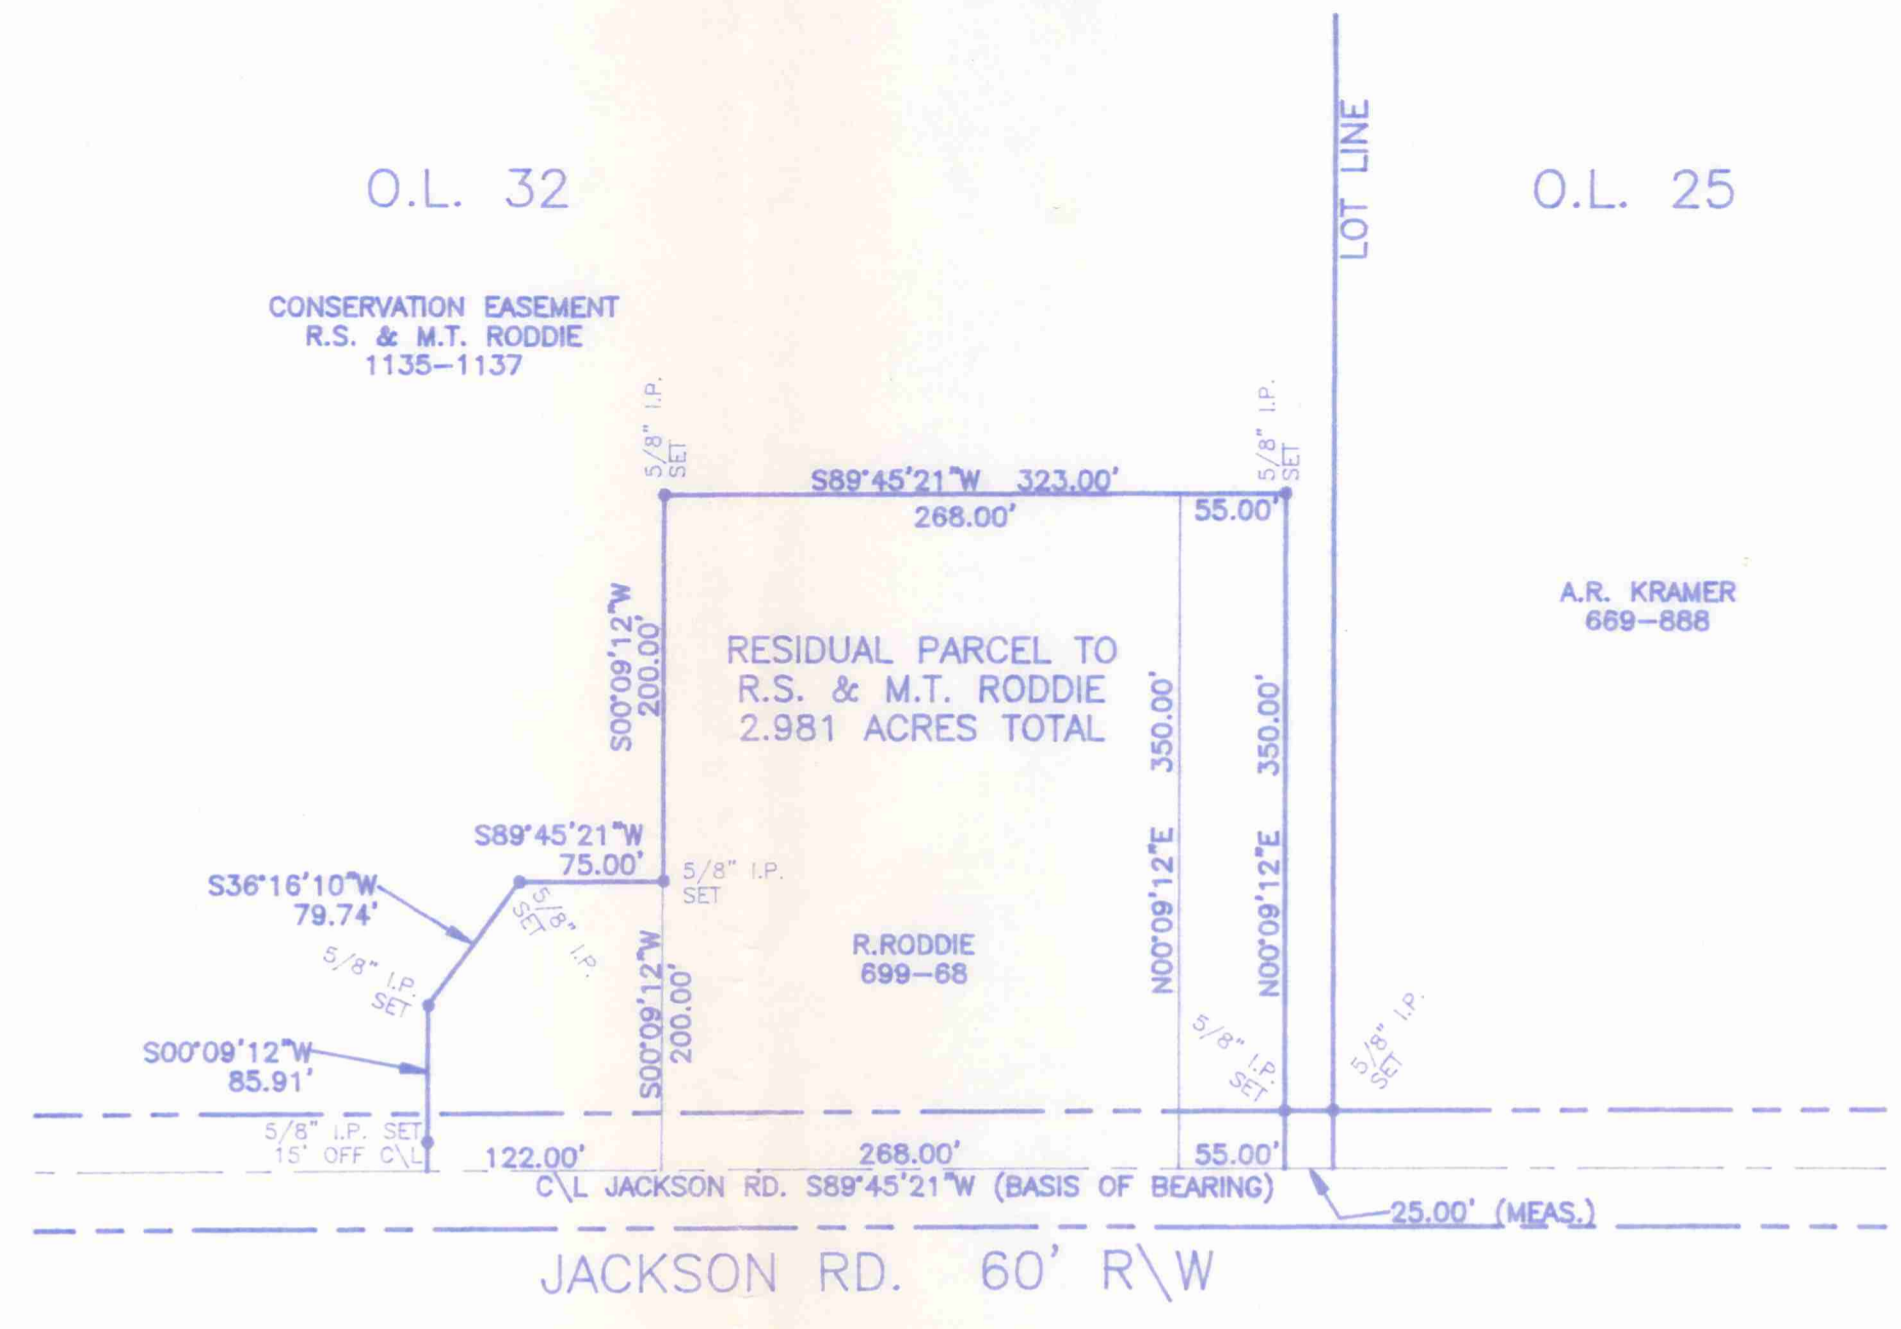 O.L. 32
O.L. 25
LOT LINE
CONSERVATION EASEMENT
R.S. & M.T. RODDIE
1135-1137
5/8" I.P.
SET
5/8" I.P.
SET
S89°45'21"W 323.00'
268.00'
55.00'
A.R. KRAMER
669-888
S00°09'12"W
200.00'
RESIDUAL PARCEL TO
R.S. & M.T. RODDIE
2.981 ACRES TOTAL
N00°09'12"E 350.00'
N00°09'12"E 350.00'
S89°45'21"W
75.00'
5/8" I.P.
SET
S36°16'10"W
79.74'
5/8" I.P.
SET
5/8" I.P.
SET
R.RODDIE
699-68
S00°09'12"W
200.00'
5/8" I.P.
SET
5/8" I.P.
SET
S00°09'12"W
85.91'
5/8" I.P. SET
15' OFF C\L
122.00'
268.00'
55.00'
C\L JACKSON RD. S89°45'21"W (BASIS OF BEARING)
25.00' (MEAS.)
JACKSON RD. 60' R\W